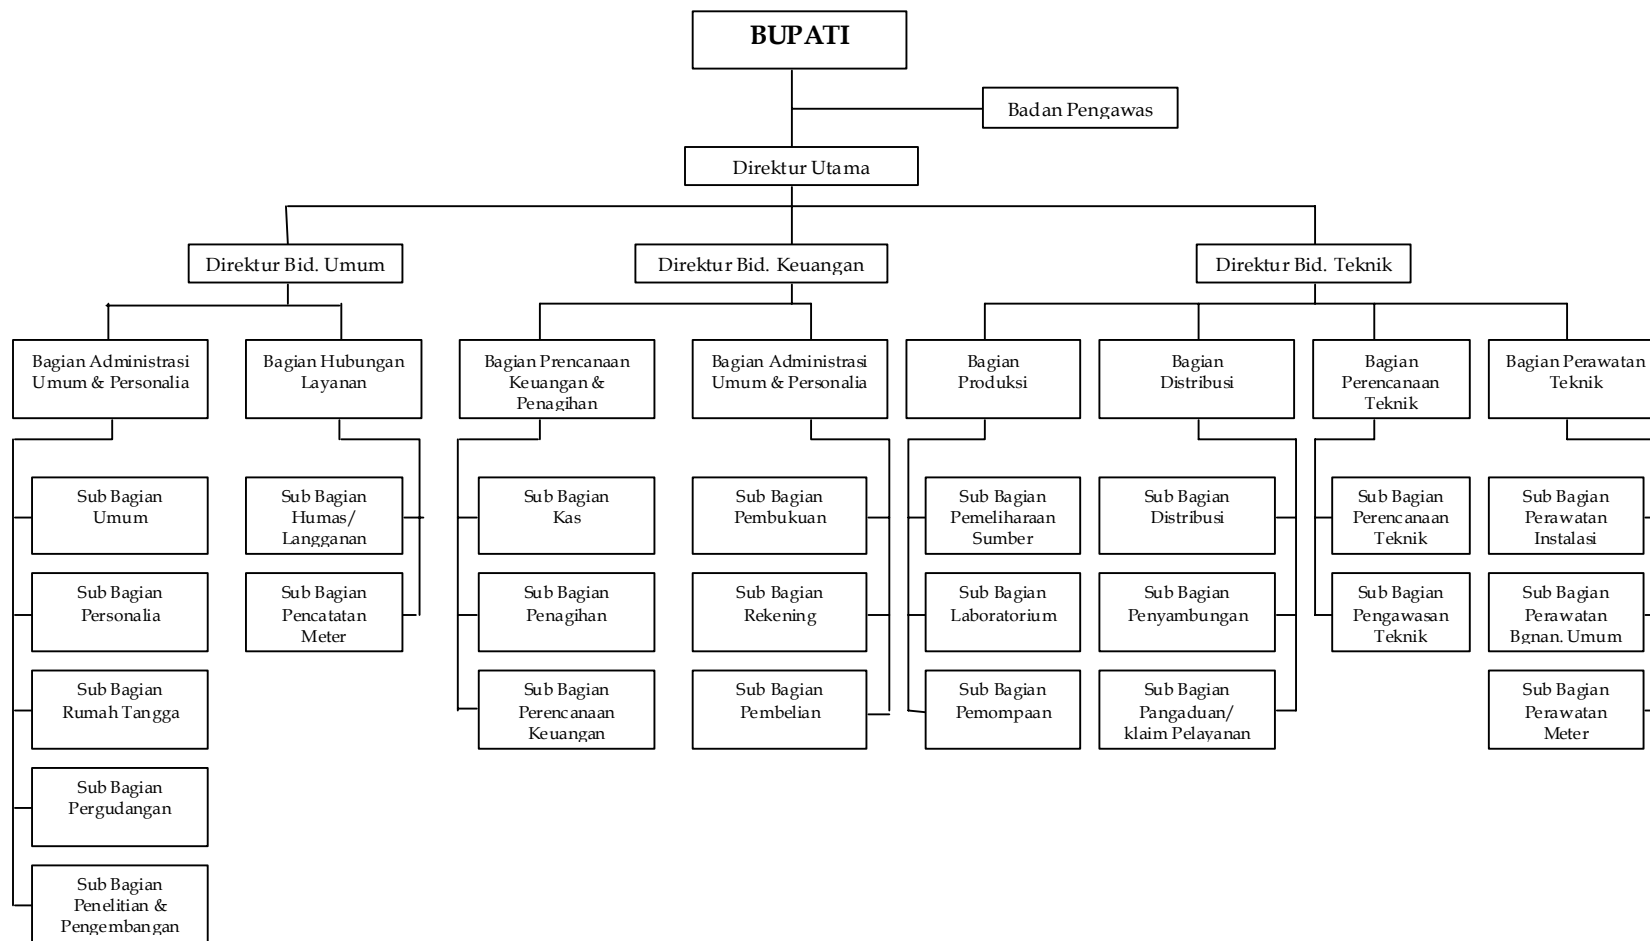 BUPATI
Badan Pengawas
Direktur Utama
Direktur Bid. Umum
Direktur Bid. Keuangan
Direktur Bid. Teknik
Bagian Administrasi
Umum & Personalia
Bagian Hubungan
Layanan
Bagian Prencanaan
Keuangan &
Penagihan
Bagian Administrasi
Umum & Personalia
Bagian
Produksi
Bagian
Distribusi
Bagian
Perencanaan
Teknik
Bagian Perawatan
Teknik
Sub Bagian
Umum
Sub Bagian
Humas/
Langganan
Sub Bagian
Kas
Sub Bagian
Pembukuan
Sub Bagian
Pemeliharaan
Sumber
Sub Bagian
Distribusi
Sub Bagian
Perencanaan
Teknik
Sub Bagian
Perawatan
Instalasi
Sub Bagian
Personalia
Sub Bagian
Pencatatan
Meter
Sub Bagian
Penagihan
Sub Bagian
Rekening
Sub Bagian
Laboratorium
Sub Bagian
Penyambungan
Sub Bagian
Pengawasan
Teknik
Sub Bagian
Perawatan
Bgnan. Umum
Sub Bagian
Rumah Tangga
Sub Bagian
Perencanaan
Keuangan
Sub Bagian
Pembelian
Sub Bagian
Pemompaan
Sub Bagian
Pangaduan/
klaim Pelayanan
Sub Bagian
Perawatan
Meter
Sub Bagian
Pergudangan
Sub Bagian
Penelitian &
Pengembangan